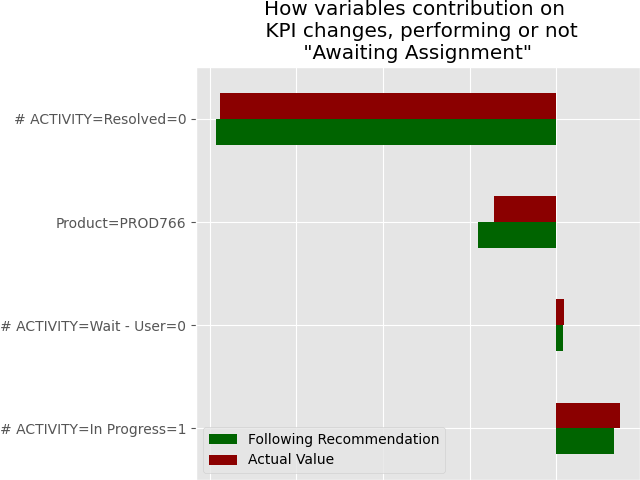 How variables contribution on
KPI changes, performing or not
"Awaiting Assignment"
# ACTIVITY=Resolved=0
Product=PROD766
# ACTIVITY=Wait - User=0
# ACTIVITY=In Progress=1
Following Recommendation
Actual Value